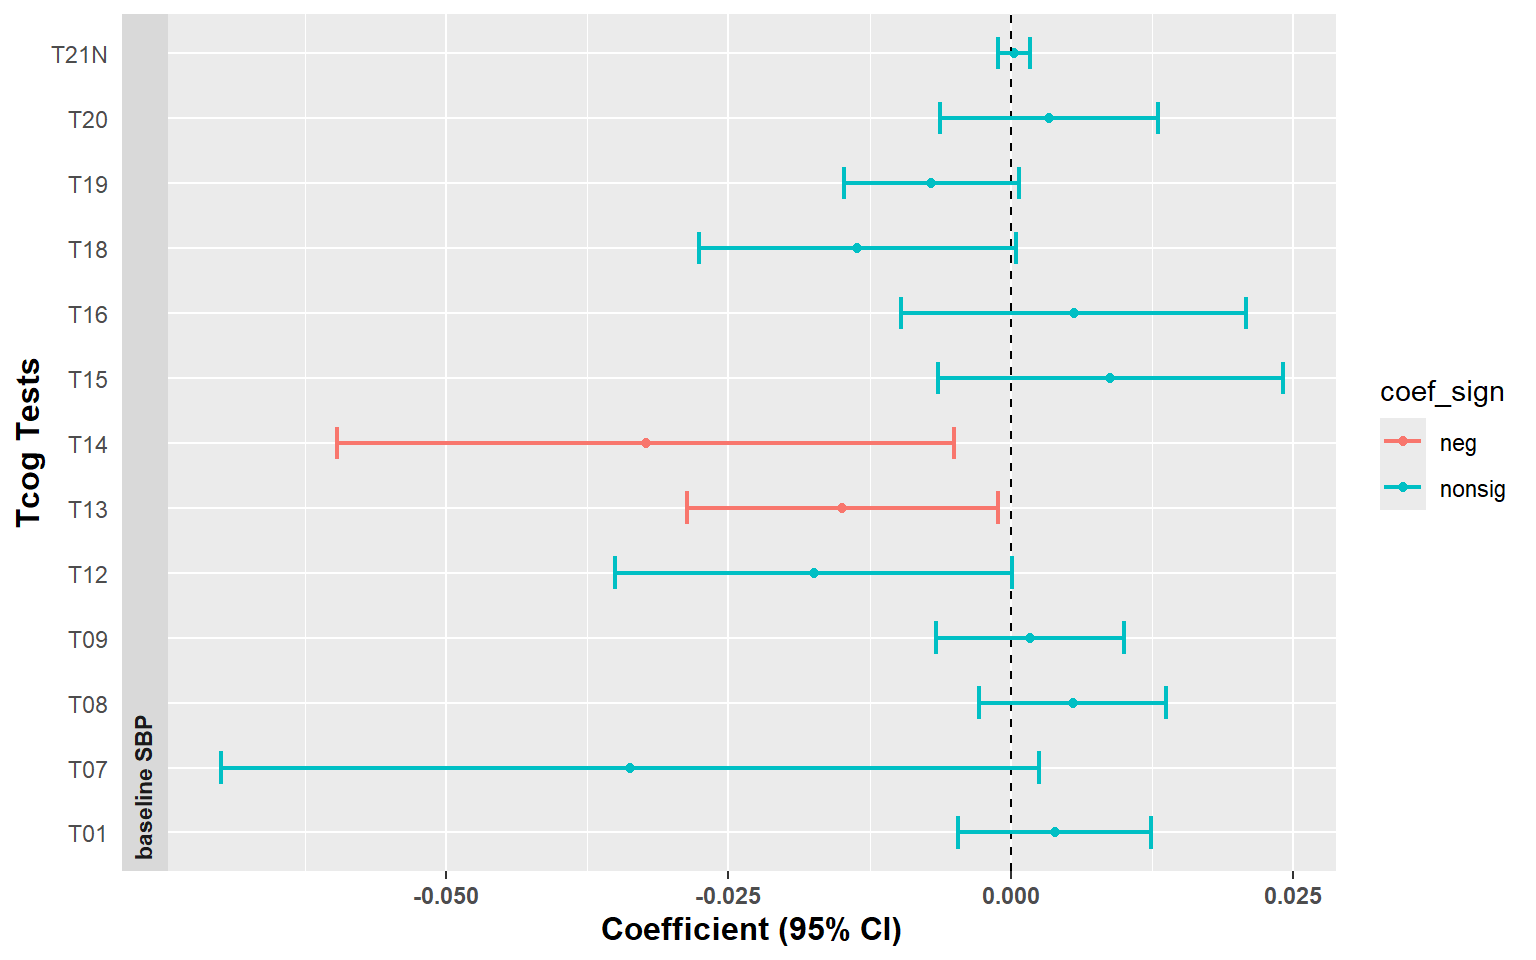 T21N
T20
T19
T18
T16
T15
T14
T13
T12
T09
T08
T07
T01
Tcog Tests
baseline SBP
-0.050 -0.025 0.000 0.025
Coefficient (95% CI)
coef_sign
neg
nonsig